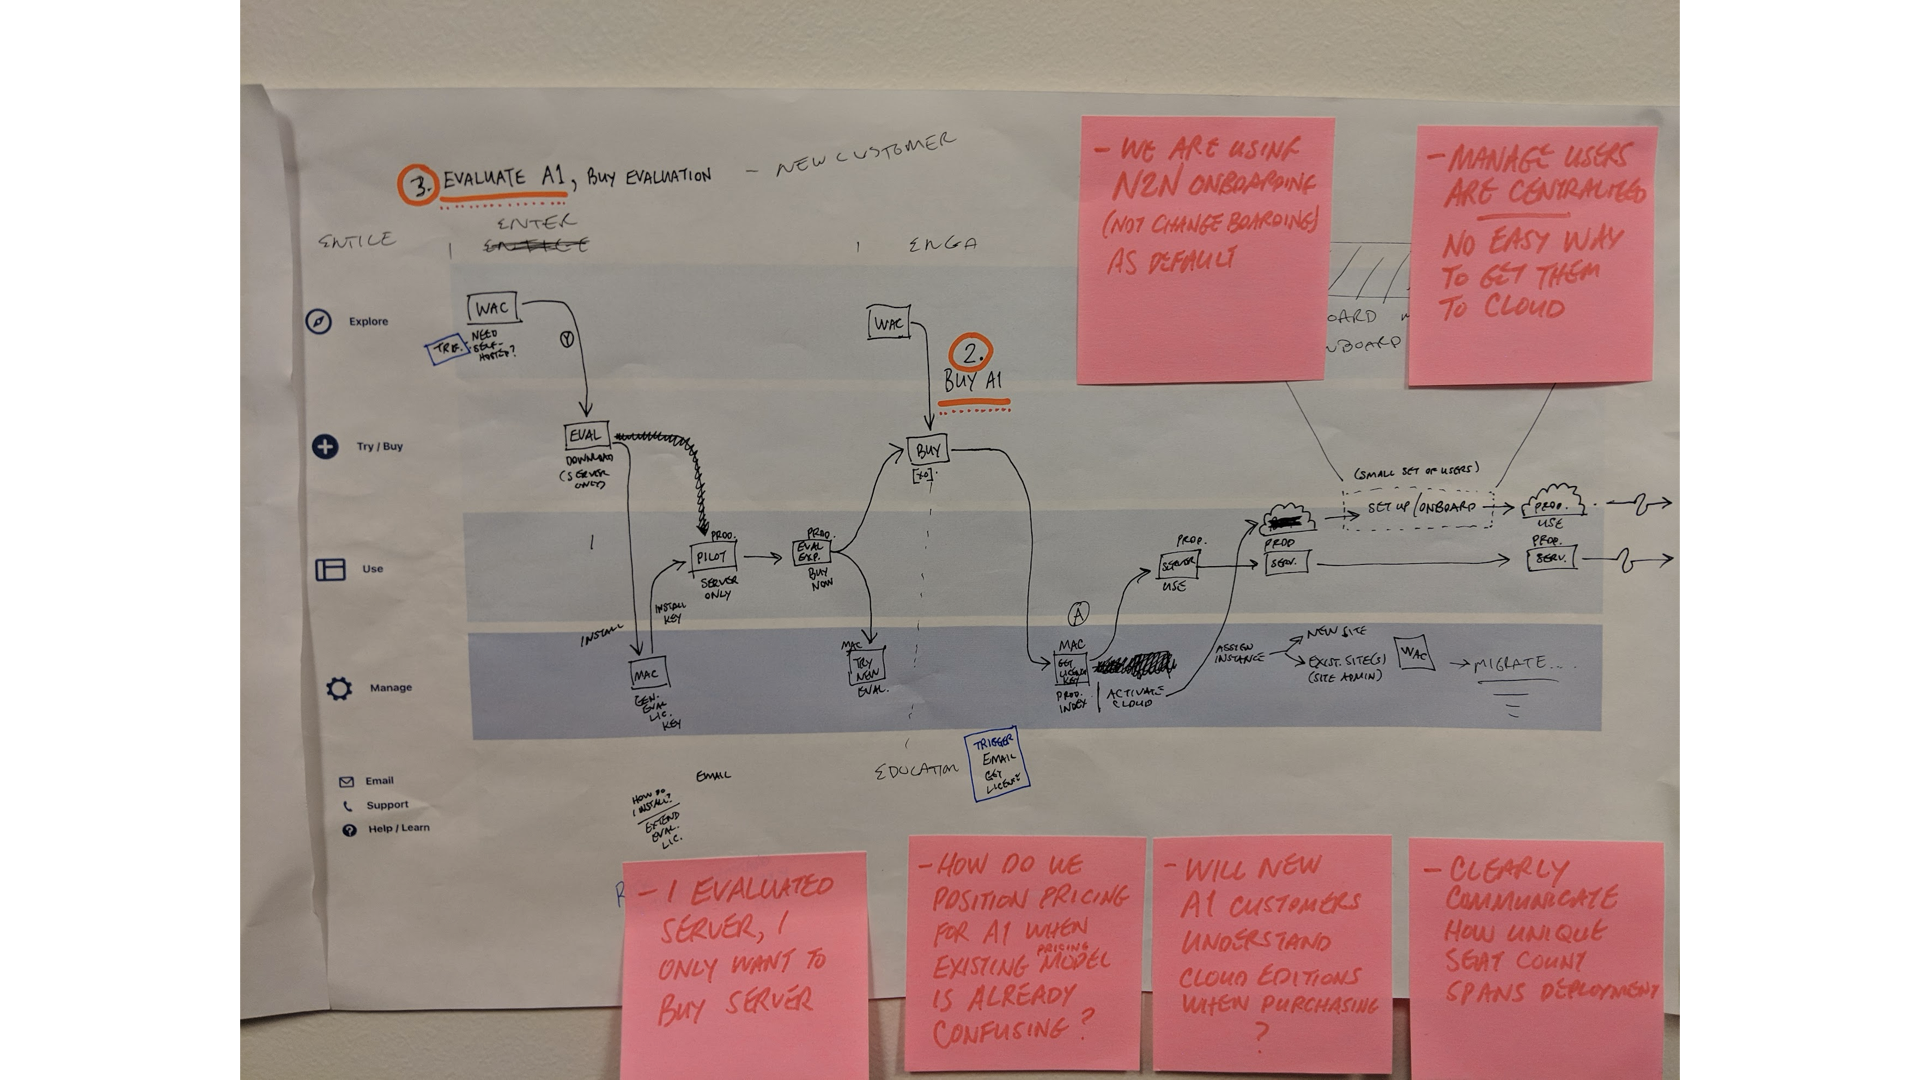 3. EVALUATE A1, BUY EVALUATION - NEW CUSTOMER
ENTICE
ENTER
ENGA
Explore
Try / Buy
Use
Manage
Email
Support
Help / Learn
WAC
NEED
SELF-
HOSTED?
Y
EVAL
DOWNLOAD
(SERVER
ONLY)
INSTALL
MAC
GEN.
EVAL
LIC.
KEY
INSTALL
KEY
PROD.
PILOT
SERVER
ONLY
PROD.
EVAL
EXP.
BUY
NOW
MAC
TRY
NEW
EVAL.
WAC
2.
BUY A1
BUY
[XO]
A
MAC
GET
LICENSE
KEY
PROD.
INDEX
ACTIVATE
CLOUD
PROD.
SERVER
USE
PROD
SERV.
(SMALL SET OF USERS)
SET UP/ONBOARD
PROD.
USE
PROD.
SERV.
ASSIGN
INSTANCE
NEW SITE
EXIST. SITE(S)
(SITE ADMIN)
WAC
MIGRATE....
EMAIL
HOW DO
I INSTALL?
EXTEND
EVAL.
LIC.
EDUCATION
TRIGGER
EMAIL
GET
LICENSE
- WE ARE USING
N2N ONBOARDING
(NOT CHANGE BOARDING)
AS DEFAULT
- MANAGE USERS
ARE CENTRALIZED
NO EASY WAY
TO GET THEM
TO CLOUD
- I EVALUATED
SERVER, I
ONLY WANT TO
BUY SERVER
- HOW DO WE
POSITION PRICING
FOR A1 WHEN
EXISTING PRICING MODEL
IS ALREADY
CONFUSING?
- WILL NEW
A1 CUSTOMERS
UNDERSTAND
CLOUD EDITIONS
WHEN PURCHASING
?
- CLEARLY
COMMUNICATE
HOW UNIQUE
SEAT COUNT
SPANS DEPLOYMENT